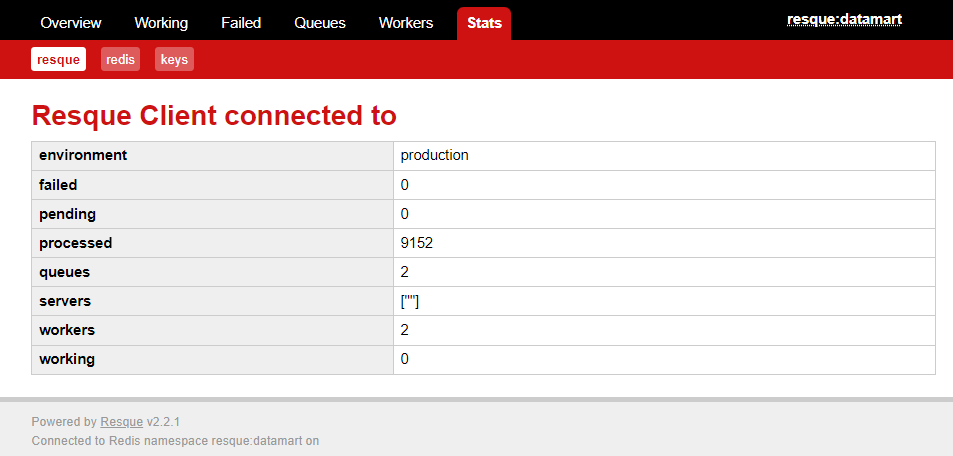 Overview Working Failed Queues Workers Stats resque:datamart
resque redis keys
Resque Client connected to
environment production
failed 0
pending 0
processed 9152
queues 2
servers [""]
workers 2
working 0
Powered by Resque v2.2.1
Connected to Redis namespace resque:datamart on